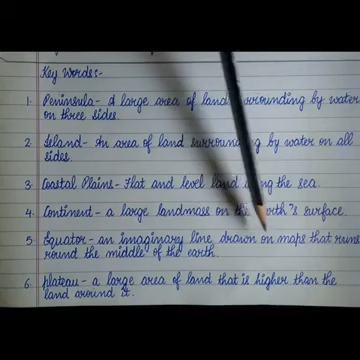 Key Words:-
1. Peninsula - A large area of land surrounding by water
on three sides.
2. Island - An area of land surrounding by water on all
sides.
3. Coastal Plains - Flat and level land along the sea.
4. Continent - a large landmass on the earth's surface.
5. Equator - an imaginary line drawn on maps that runs
round the middle of the earth.
6. Plateau - a large area of land that is higher than the
land around it.